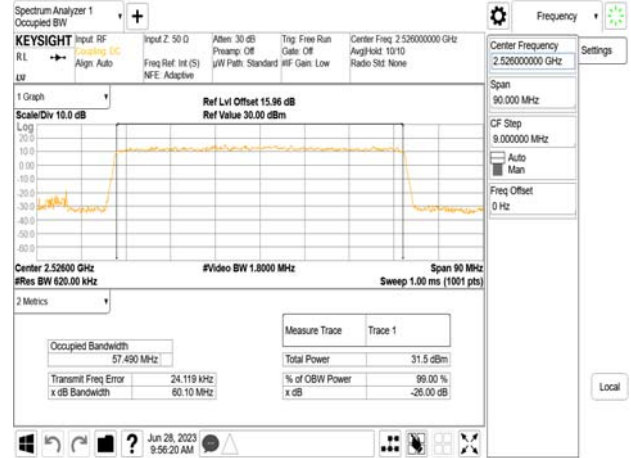 Spectrum Analyzer 1
Occupied BW
Frequency
KEYSIGHT
RL
Input: RF
Coupling: DC
Align: Auto
Input Z: 50 Ω
Freq Ref: Int (S)
NFE: Adaptive
Atten: 30 dB
Preamp: Off
µW Path: Standard
Trig: Free Run
Gate: Off
#IF Gain: Low
Center Freq: 2.526000000 GHz
Avg|Hold: 10/10
Radio Std: None
Center Frequency
2.526000000 GHz
Settings
Span
90.000 MHz
CF Step
9.000000 MHz
Auto
Man
Freq Offset
0 Hz
Local
1 Graph
Scale/Div 10.0 dB
Ref Lvl Offset 15.96 dB
Ref Value 30.00 dBm
Log
20.0
10.0
0.00
-10.0
-20.0
-30.0
-40.0
-50.0
-60.0
Center 2.52600 GHz
#Res BW 620.00 kHz
#Video BW 1.8000 MHz
Span 90 MHz
Sweep 1.00 ms (1001 pts)
2 Metrics
Measure Trace Trace 1
Occupied Bandwidth
57.490 MHz
Total Power 31.5 dBm
Transmit Freq Error 24.119 kHz
% of OBW Power 99.00 %
x dB Bandwidth 60.10 MHz
x dB -26.00 dB
?
Jun 28, 2023
9:56:20 AM